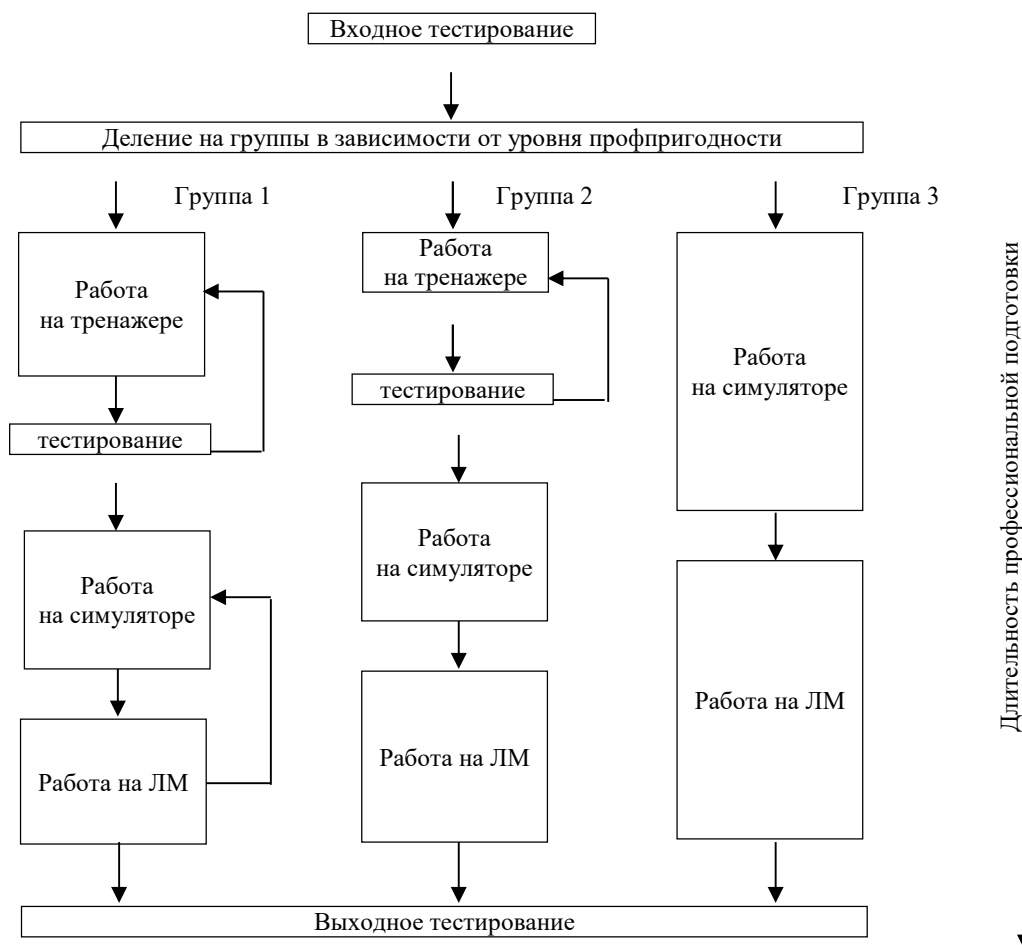 Входное тестирование
Деление на группы в зависимости от уровня профпригодности
Группа 1
Группа 2
Группа 3
Работа
на тренажере
тестирование
Работа
на симуляторе
Работа на ЛМ
Работа
на тренажере
тестирование
Работа
на симуляторе
Работа на ЛМ
Работа
на симуляторе
Работа на ЛМ
Длительность профессиональной подготовки
Выходное тестирование